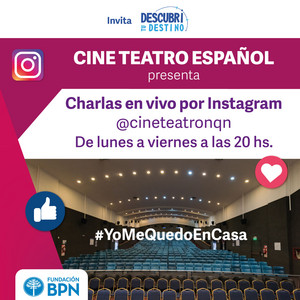 Invita
DESCUBRÍ
TU
DESTINO
CINE TEATRO ESPAÑOL
presenta
Charlas en vivo por Instagram
@cineteatronqn
De lunes a viernes a las 20 hs.
#YoMeQuedoEnCasa
FUNDACIÓN
BPN